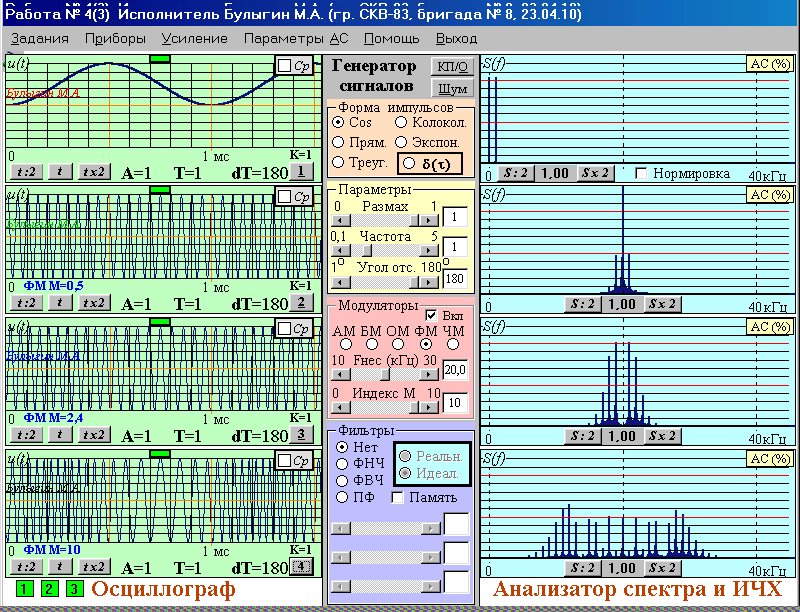 Работа № 4(3) Исполнитель Булыгин М.А. (гр. СКВ-83, бригада № 8, 23.04.10)
Задания Приборы Усиление Параметры АС Помощь Выход
u(t) Ср
Булыгин М.А
0 1 мс K=1
t:2 t tx2 A=1 T=1 dT=180 1
u(t) Ср
Булыгин М.А
ФМ M=0,5
0 1 мс K=1
t:2 t tx2 A=1 T=1 dT=180 2
u(t) Ср
Булыгин М.А
ФМ M=2,4
0 1 мс K=1
t:2 t tx2 A=1 T=1 dT=180 3
u(t) Ср
Булыгин М.А
ФМ M=10
0 1 мс K=1
t:2 t tx2 A=1 T=1 dT=180 4
1 2 3 Осциллограф
Генератор
сигналов
КП/О
Шум
Форма импульсов
Cos Колокол.
Прям. Экспон.
Треуг. δ(τ)
Параметры
0 Размах 1
1
0,1 Частота 5
1
1° Угол отс. 180°
180
Модуляторы
Вкл
АМ БМ ОМ ФМ ЧМ
10 Fнес (кГц) 30
20,0
0 Индекс М 10
10
Фильтры
Нет
ФНЧ
ФВЧ
ПФ
Реальн.
Идеал.
Память
S(f) АС (%)
S:2 1,00 Sx2 Нормировка
0 40кГц
S(f) АС (%)
S:2 1,00 Sx2
0 40кГц
S(f) АС (%)
S:2 1,00 Sx2
0 40кГц
S(f) АС (%)
S:2 1,00 Sx2
0 40кГц
Анализатор спектра и ИЧХ